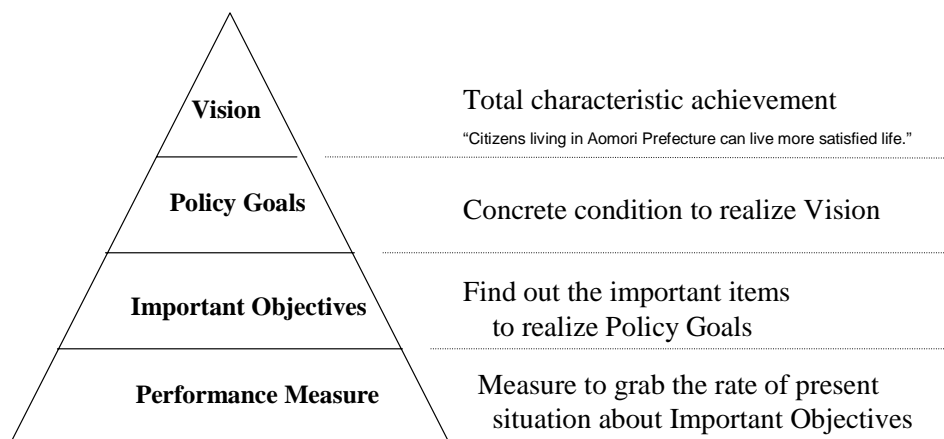 Vision
Total characteristic achievement
“Citizens living in Aomori Prefecture can live more satisfied life.”
Policy Goals
Concrete condition to realize Vision
Important Objectives
Find out the important items
to realize Policy Goals
Performance Measure
Measure to grab the rate of present
situation about Important Objectives